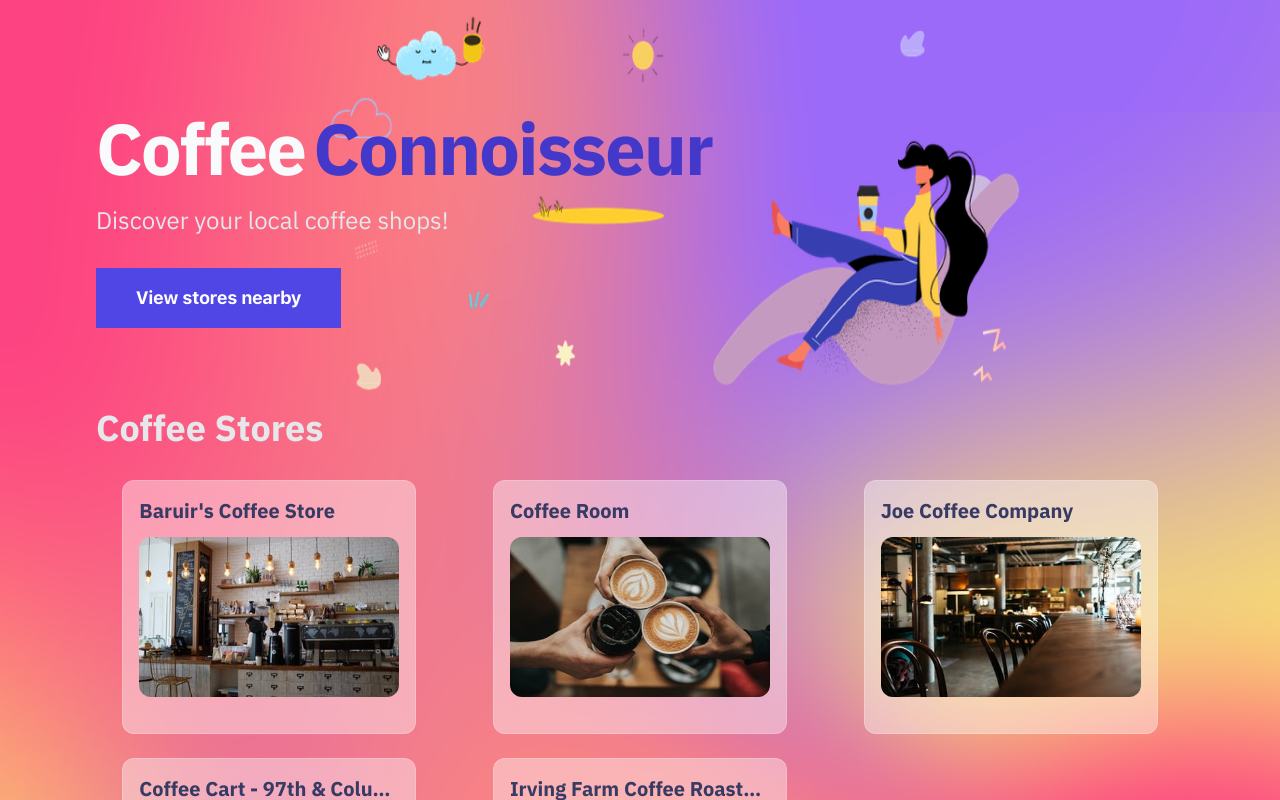 Coffee Connoisseur
Discover your local coffee shops!
View stores nearby
Coffee Stores
Baruir's Coffee Store
Coffee Room
Joe Coffee Company
Coffee Cart - 97th & Colu...
Irving Farm Coffee Roast...